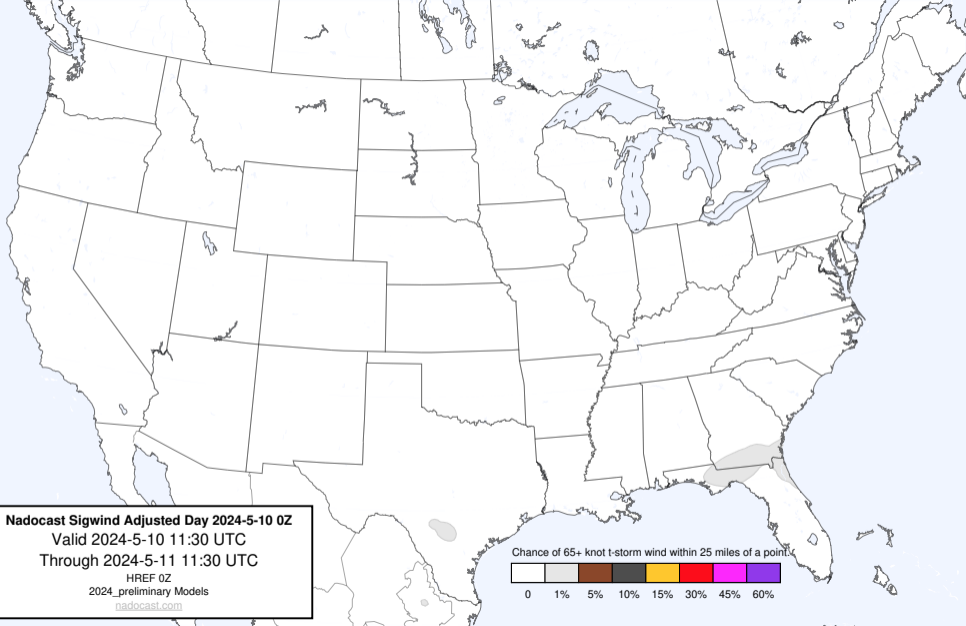 Nadocast Sigwind Adjusted Day 2024-5-10 0Z
Valid 2024-5-10 11:30 UTC
Through 2024-5-11 11:30 UTC
HREF 0Z
2024_preliminary Models
nadocast.com
Chance of 65+ knot t-storm wind within 25 miles of a point.
0 1% 5% 10% 15% 30% 45% 60%